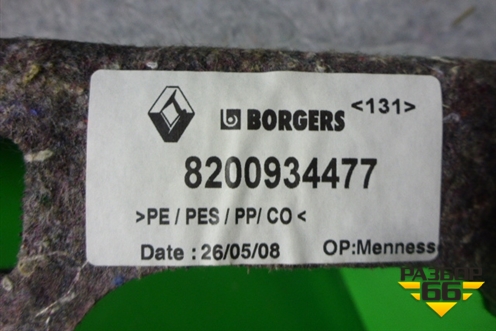 BORGERS <131>
8200934477
>PE / PES / PP/ CO <
Date : 26/05/08 OP:Mennesse
РАЗБОР
66